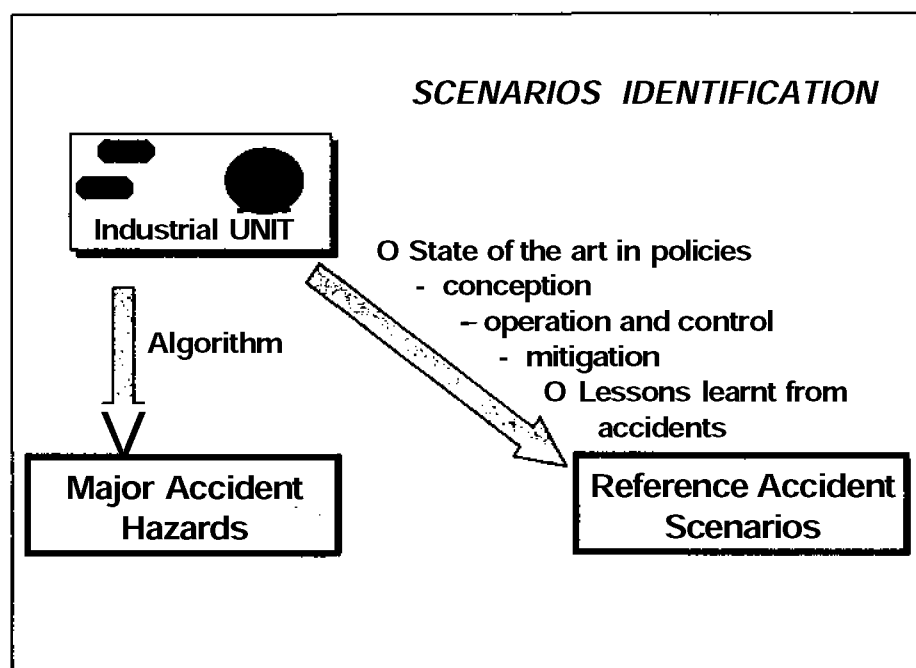 SCENARIOS IDENTIFICATION
Industrial UNIT
O State of the art in policies
- conception
- operation and control
- mitigation
O Lessons learnt from
accidents
Algorithm
Major Accident
Hazards
Reference Accident
Scenarios